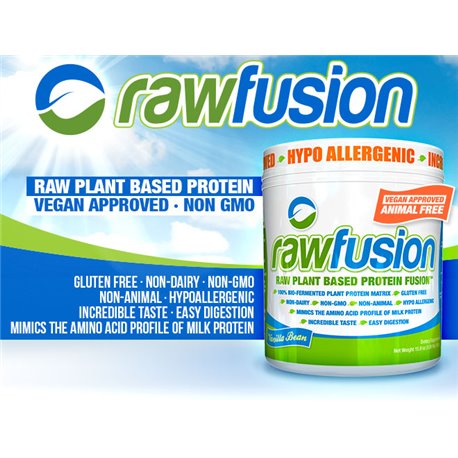 rawfusion
RAW PLANT BASED PROTEIN
VEGAN APPROVED · NON GMO
GLUTEN FREE · NON-DAIRY · NON-GMO
NON-ANIMAL · HYPOALLERGENIC
INCREDIBLE TASTE · EASY DIGESTION
MIMICS THE AMINO ACID PROFILE OF MILK PROTEIN
HYPO ALLERGENIC
VEGAN APPROVED
ANIMAL FREE
rawfusion
RAW PLANT BASED PROTEIN FUSION™
100% BIO-FERMENTED PLANT PROTEIN MATRIX GLUTEN FREE
NON-DAIRY NON-GMO NON-ANIMAL HYPO ALLERGENIC
MIMICS THE AMINO ACID PROFILE OF MILK PROTEIN
INCREDIBLE TASTE EASY DIGESTION
Vanilla Bean